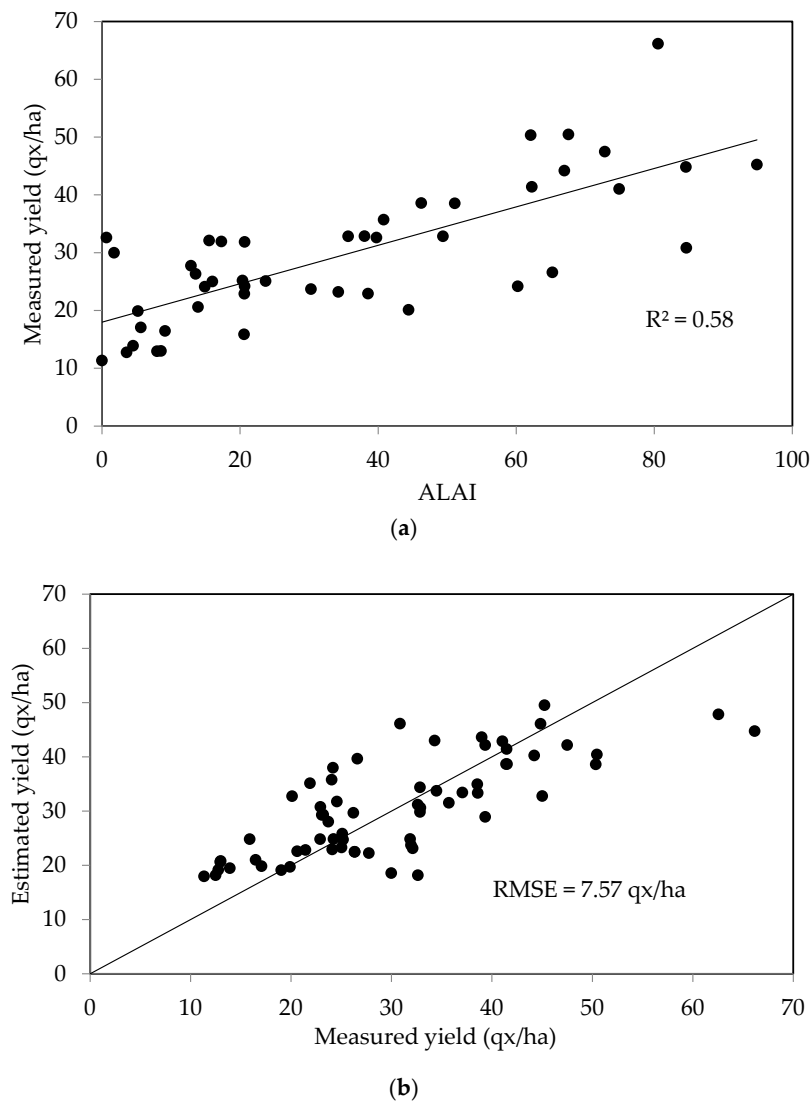 70
60
50
40
30
20
10
0
Measured yield (qx/ha)
R² = 0.58
0 20 40 60 80 100
ALAI
(a)
70
60
50
40
30
20
10
0
Estimated yield (qx/ha)
RMSE = 7.57 qx/ha
0 10 20 30 40 50 60 70
Measured yield (qx/ha)
(b)